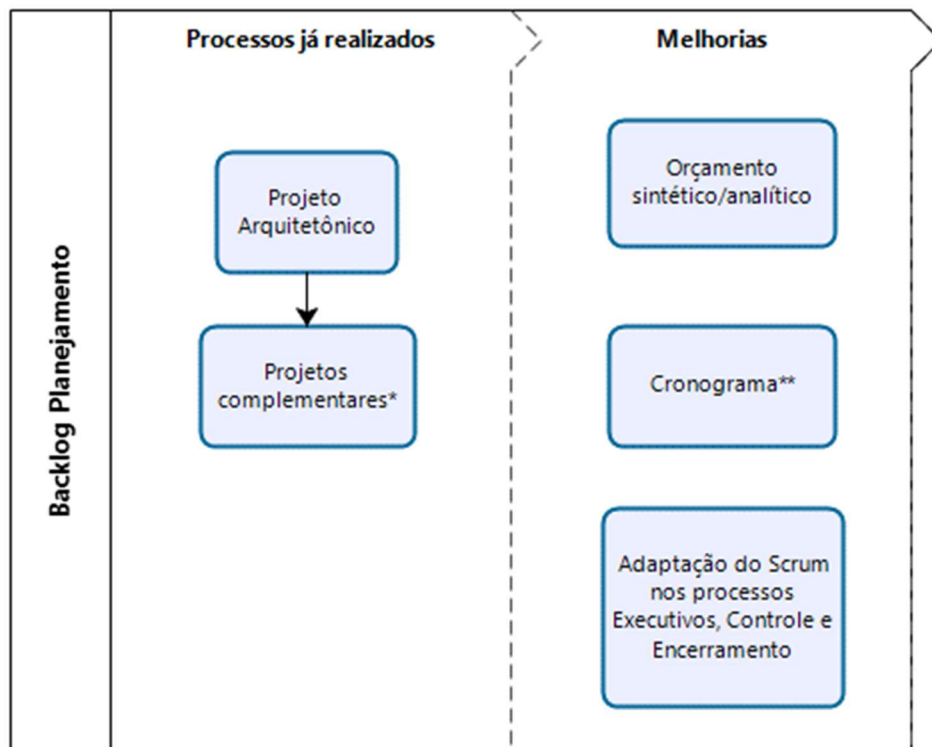 Processos já realizados
Melhorias
Backlog Planejamento
Projeto
Arquitetônico
Projetos
complementares*
Orçamento
sintético/analítico
Cronograma**
Adaptação do Scrum
nos processos
Executivos, Controle e
Encerramento